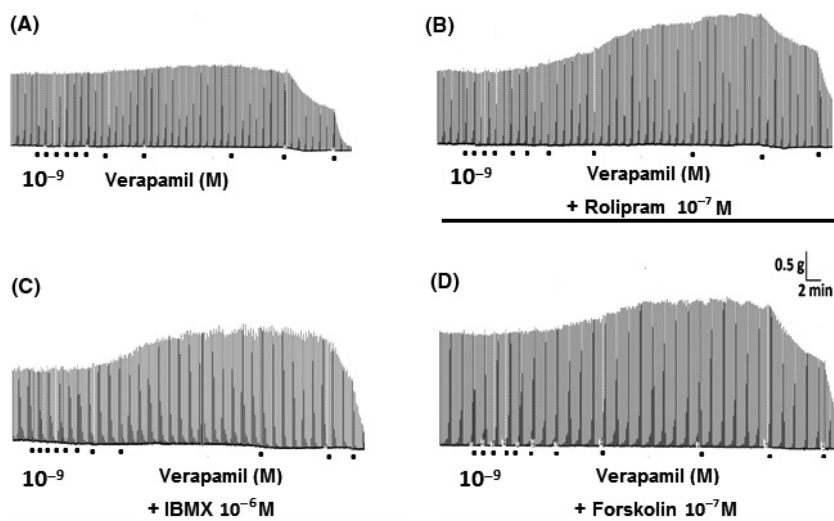 (A)
10⁻⁹ Verapamil (M)
(B)
10⁻⁹ Verapamil (M)
+ Rolipram 10⁻⁷ M
(C)
10⁻⁹ Verapamil (M)
+ IBMX 10⁻⁶ M
0.5 g
2 min
(D)
10⁻⁹ Verapamil (M)
+ Forskolin 10⁻⁷M